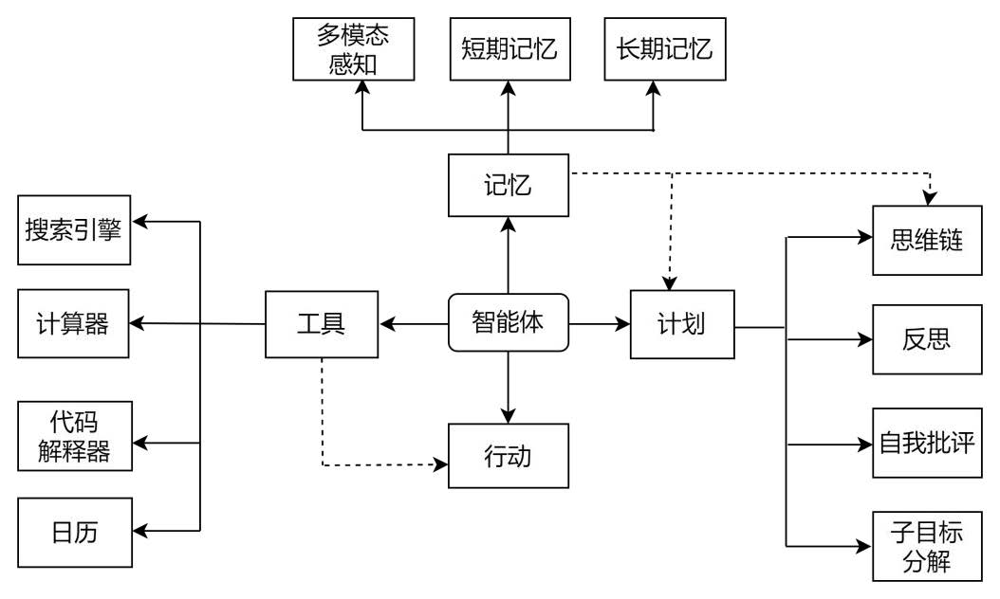 多模态
感知
短期记忆
长期记忆
记忆
搜索引擎
思维链
计算器
工具
智能体
计划
反思
代码
解释器
行动
自我批评
日历
子目标
分解